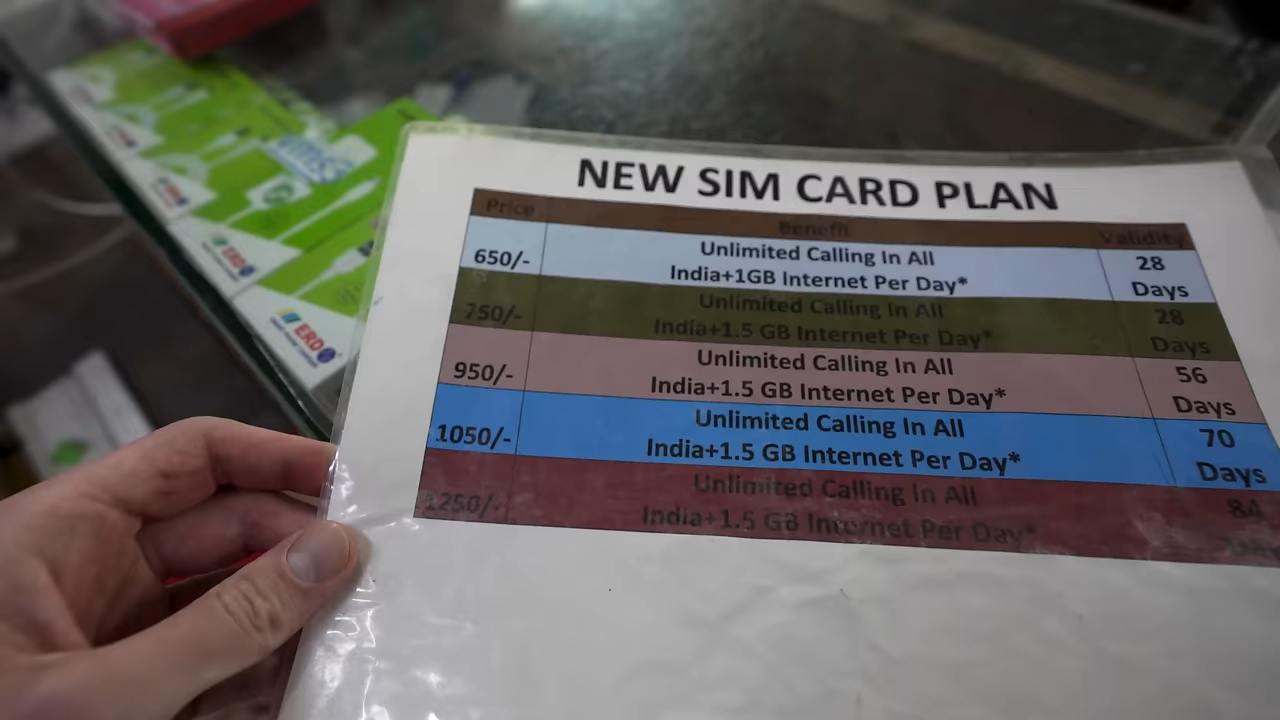 NEW SIM CARD PLAN
Price Benefit Validity
650/- Unlimited Calling In All 28
India+1GB Internet Per Day* Days
750/- Unlimited Calling In All 28
India+1.5 GB Internet Per Day* Days
950/- Unlimited Calling In All 56
India+1.5 GB Internet Per Day* Days
1050/- Unlimited Calling In All 70
India+1.5 GB Internet Per Day* Days
1250/- Unlimited Calling In All 84
India+1.5 GB Internet Per Day*
ERD
ERD